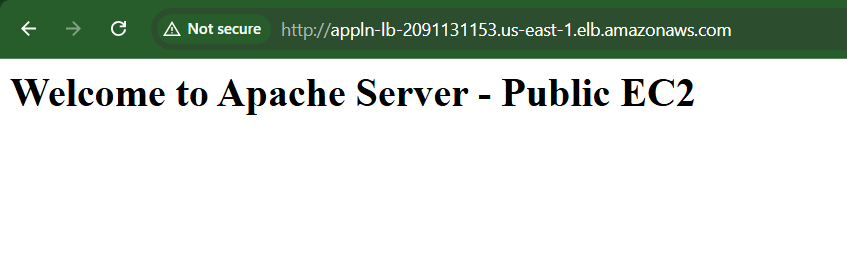 Not secure http://appln-lb-2091131153.us-east-1.elb.amazonaws.com
Welcome to Apache Server - Public EC2